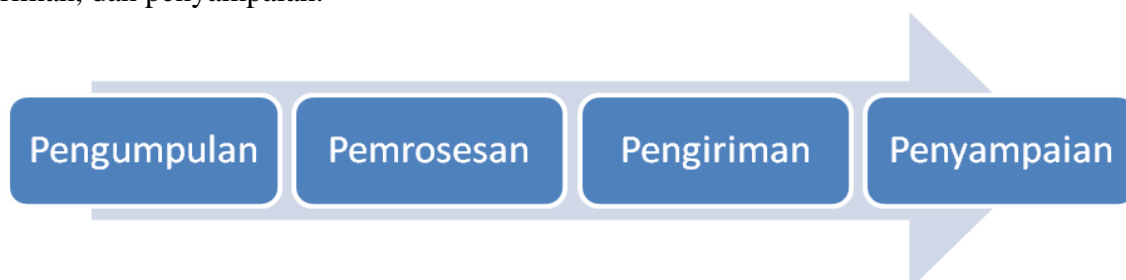 dan penyampaian.
Pengumpulan
Pemrosesan
Pengiriman
Penyampaian